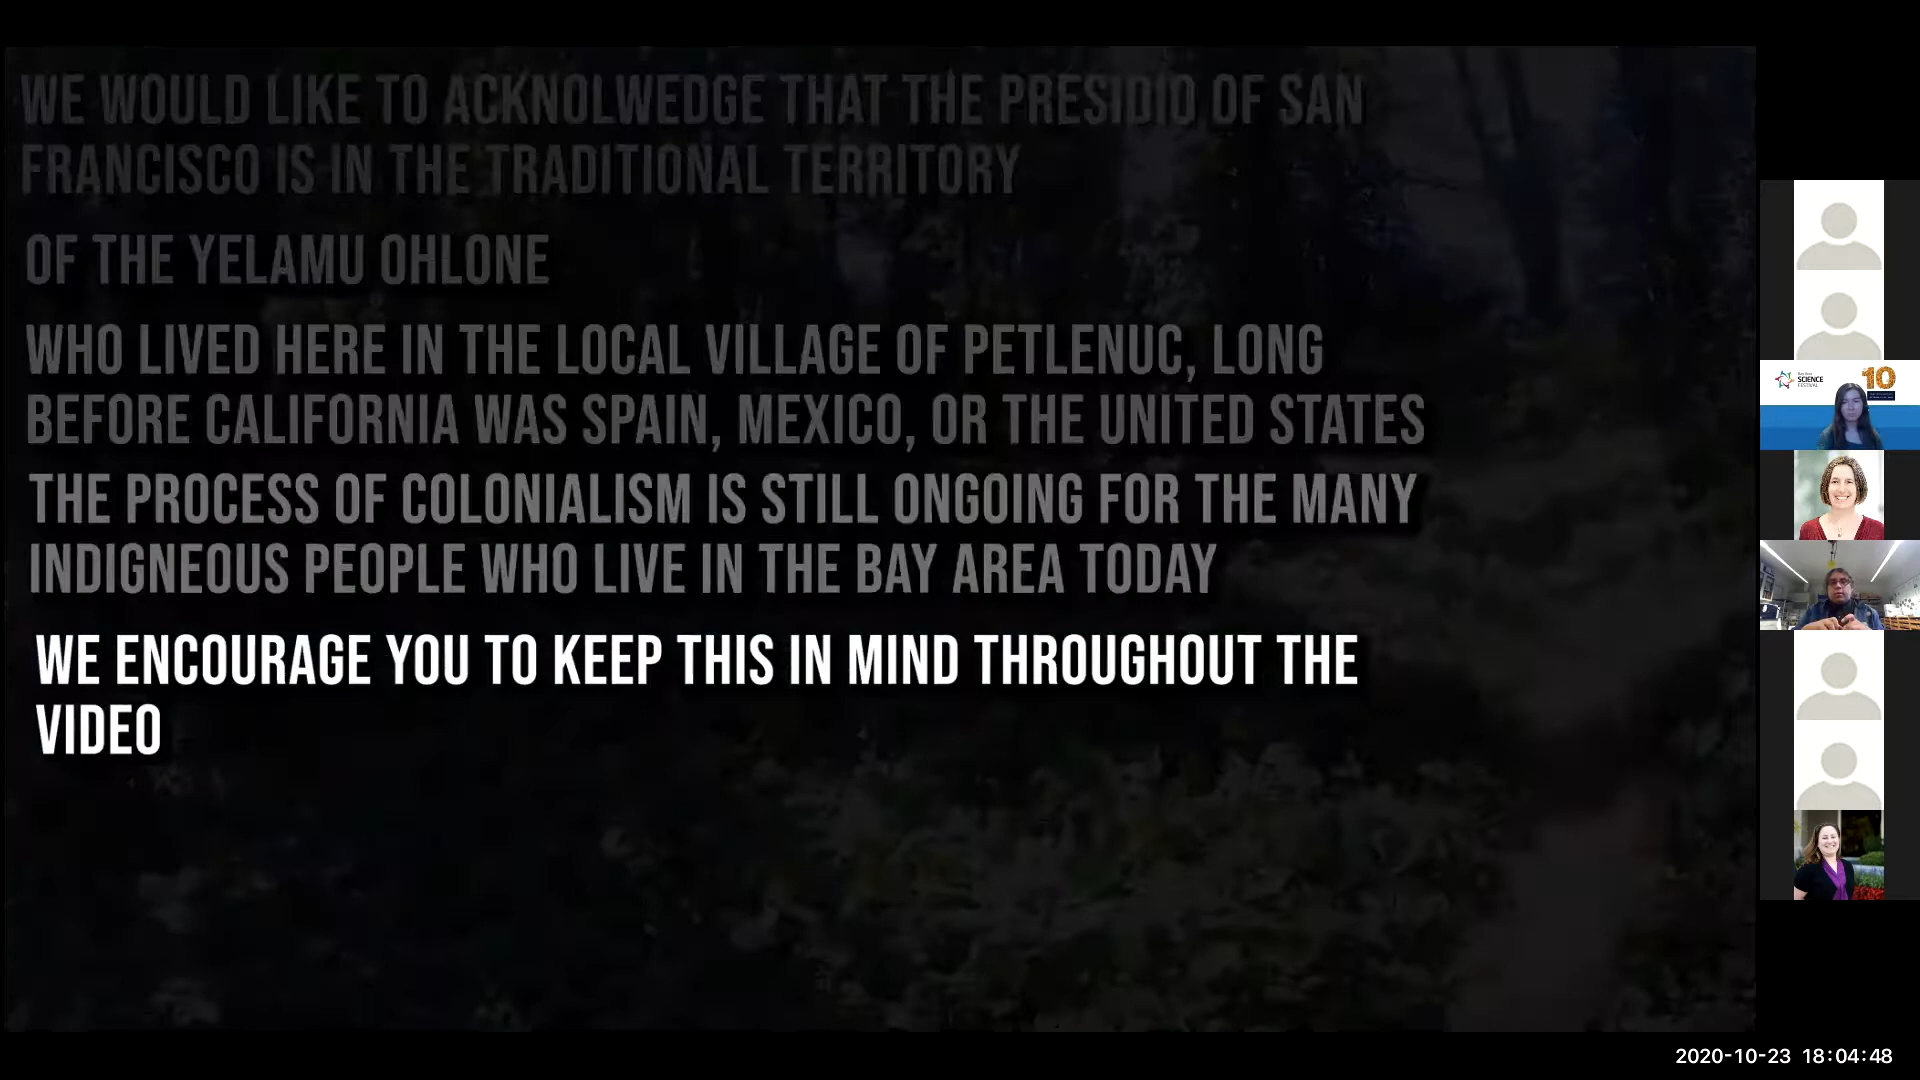 WE WOULD LIKE TO ACKNOLWEDGE THAT THE PRESIDIO OF SAN
FRANCISCO IS IN THE TRADITIONAL TERRITORY
OF THE YELAMU OHLONE
WHO LIVED HERE IN THE LOCAL VILLAGE OF PETLENUC, LONG
BEFORE CALIFORNIA WAS SPAIN, MEXICO, OR THE UNITED STATES
THE PROCESS OF COLONIALISM IS STILL ONGOING FOR THE MANY
INDIGNEOUS PEOPLE WHO LIVE IN THE BAY AREA TODAY
WE ENCOURAGE YOU TO KEEP THIS IN MIND THROUGHOUT THE
VIDEO
SCIENCE
FESTIVAL
10
2020-10-23 18:04:48